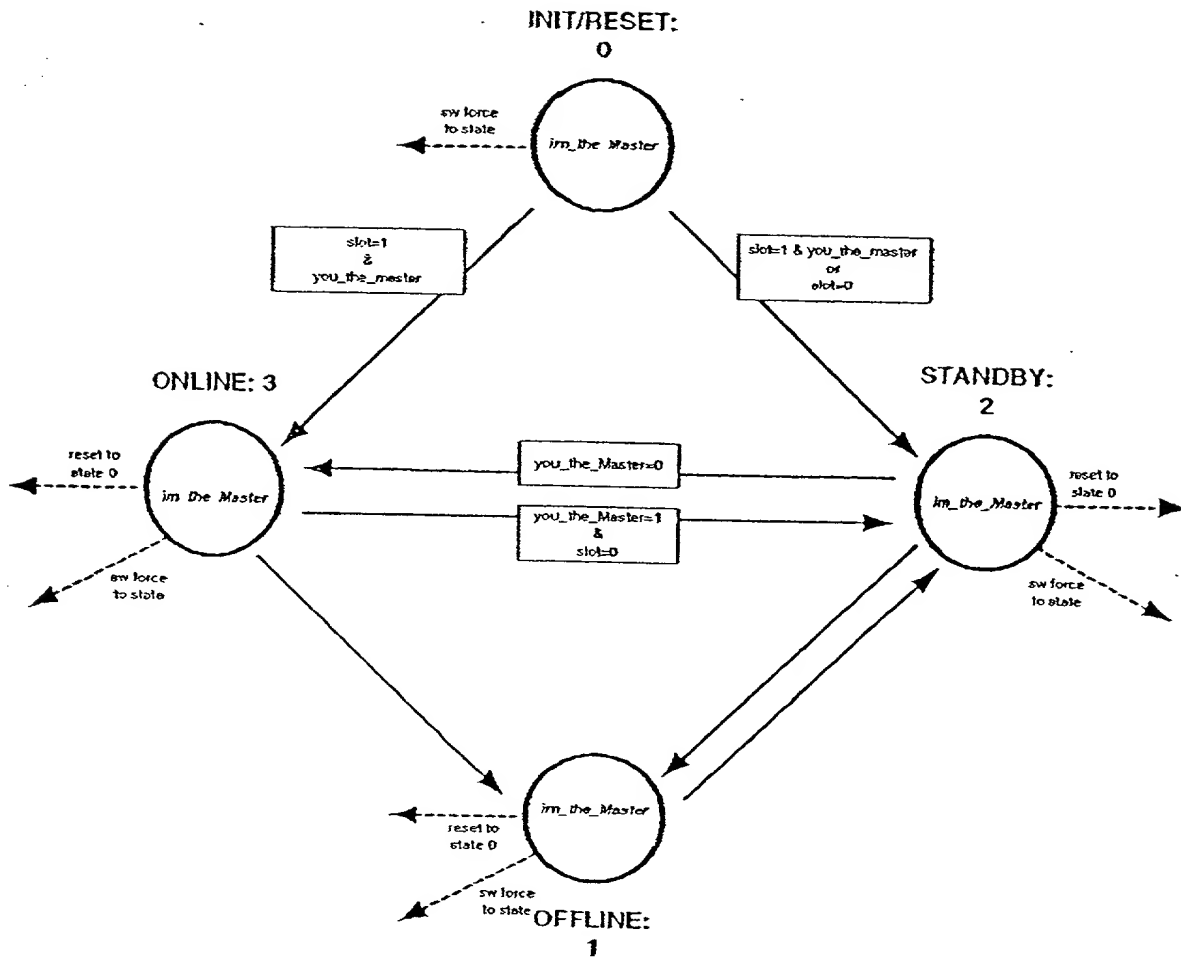 INIT/RESET:
0
sw force
to state
im_the Master
slot=1
&
you_the_master
slot=1 & you_the_master
or
slot=0
ONLINE: 3
STANDBY:
2
reset to
state 0
im the Master
sw force
to state
you_the_Master=0
you_the_Master=1
&
slot=0
im_the_Master
reset to
state 0
sw force
to state
im_the_Master
reset to
state 0
sw force
to state
OFFLINE:
1